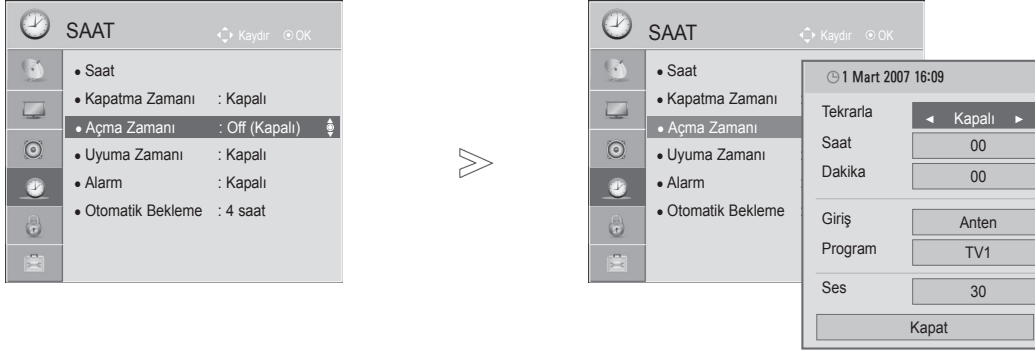 SAAT Kaydır OK
• Saat
• Kapatma Zamanı : Kapalı
• Açma Zamanı : Off (Kapalı)
• Uyuma Zamanı : Kapalı
• Alarm : Kapalı
• Otomatik Bekleme : 4 saat
SAAT Kaydır OK
• Saat
• Kapatma Zamanı :
• Açma Zamanı
• Uyuma Zamanı
• Alarm
• Otomatik Bekleme :
1 Mart 2007 16:09
Tekrarla ◄ Kapalı ►
Saat 00
Dakika 00
Giriş Anten
Program TV1
Ses 30
Kapat